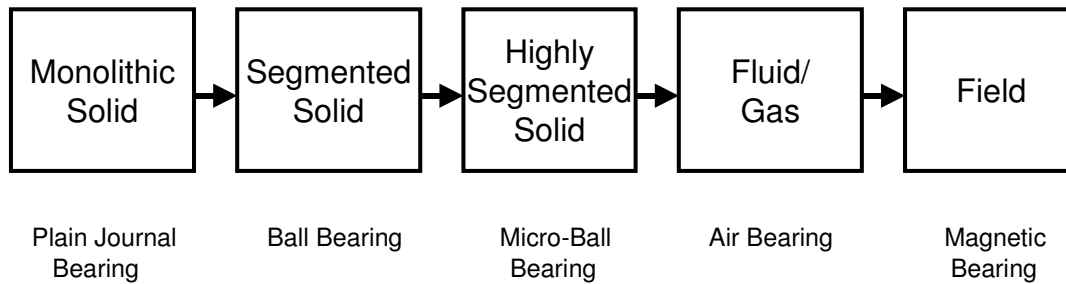 Monolithic
Solid
Segmented
Solid
Highly
Segmented
Solid
Fluid/
Gas
Field
Plain Journal
Bearing
Ball Bearing
Micro-Ball
Bearing
Air Bearing
Magnetic
Bearing